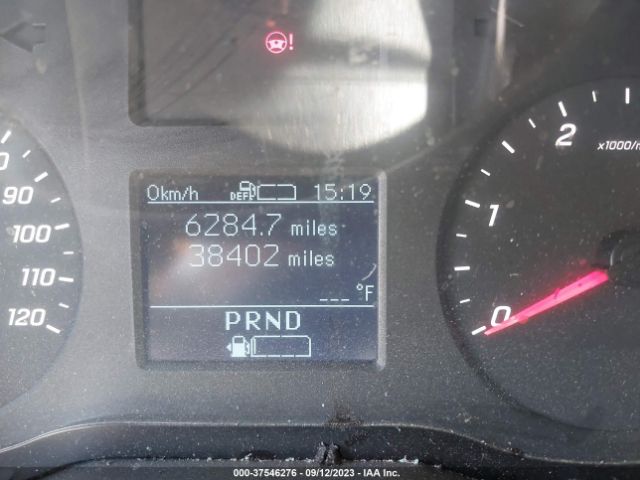 !
0km/h DEF 15:19
6284.7 miles
38402 miles
___ °F
PRND
90
100
110
120
2
1
0
x1000/
000-37546276 - 09/12/2023 - IAA Inc.